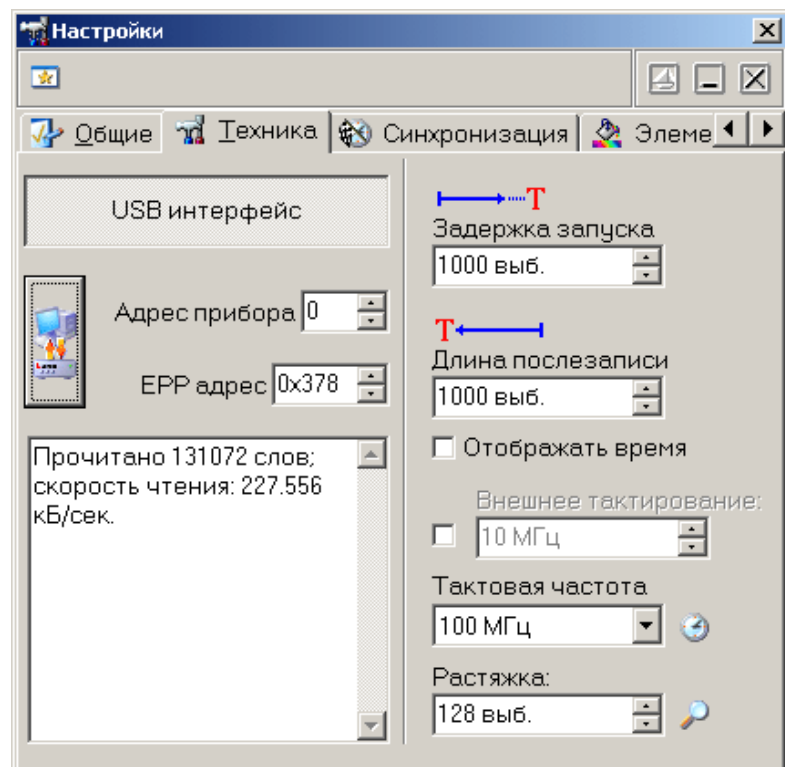 Настройки
Общие
Техника
Синхронизация
Элеме
USB интерфейс
Адрес прибора 0
EPP адрес 0x378
Прочитано 131072 слов;
скорость чтения: 227.556
кБ/сек.
T
Задержка запуска
1000 выб.
T
Длина послезаписи
1000 выб.
Отображать время
Внешнее тактирование:
10 МГц
Тактовая частота
100 МГц
Растяжка:
128 выб.